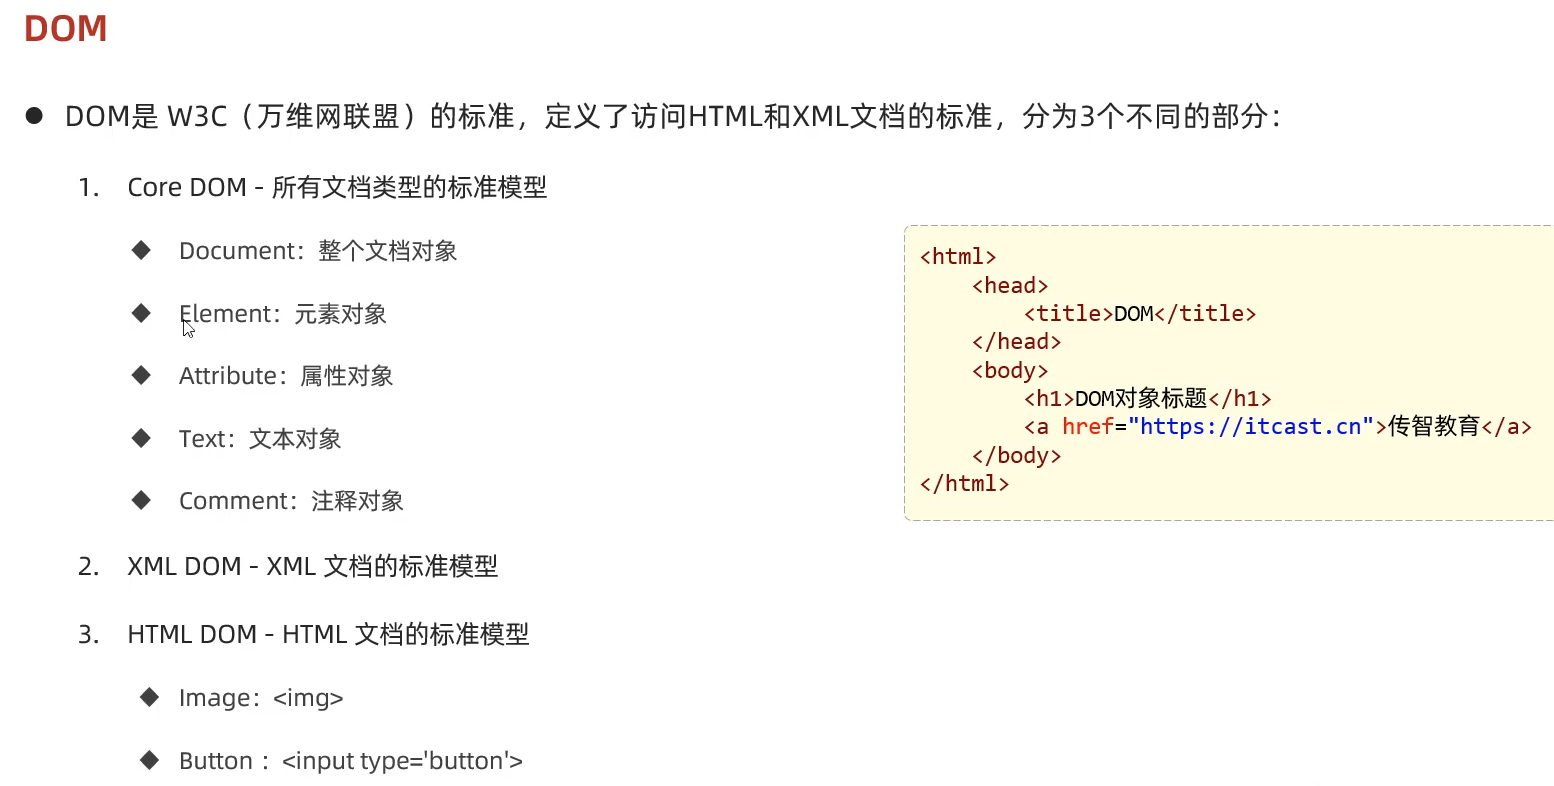 DOM
● DOM是 W3C（万维网联盟）的标准，定义了访问HTML和XML文档的标准，分为3个不同的部分：
1. Core DOM - 所有文档类型的标准模型
◆ Document：整个文档对象
◆ Element：元素对象
◆ Attribute：属性对象
◆ Text：文本对象
◆ Comment：注释对象
2. XML DOM - XML 文档的标准模型
3. HTML DOM - HTML 文档的标准模型
◆ Image：<img>
◆ Button ：<input type='button'>
<html>
    <head>
        <title>DOM</title>
    </head>
    <body>
        <h1>DOM对象标题</h1>
        <a href="https://itcast.cn">传智教育</a>
    </body>
</html>